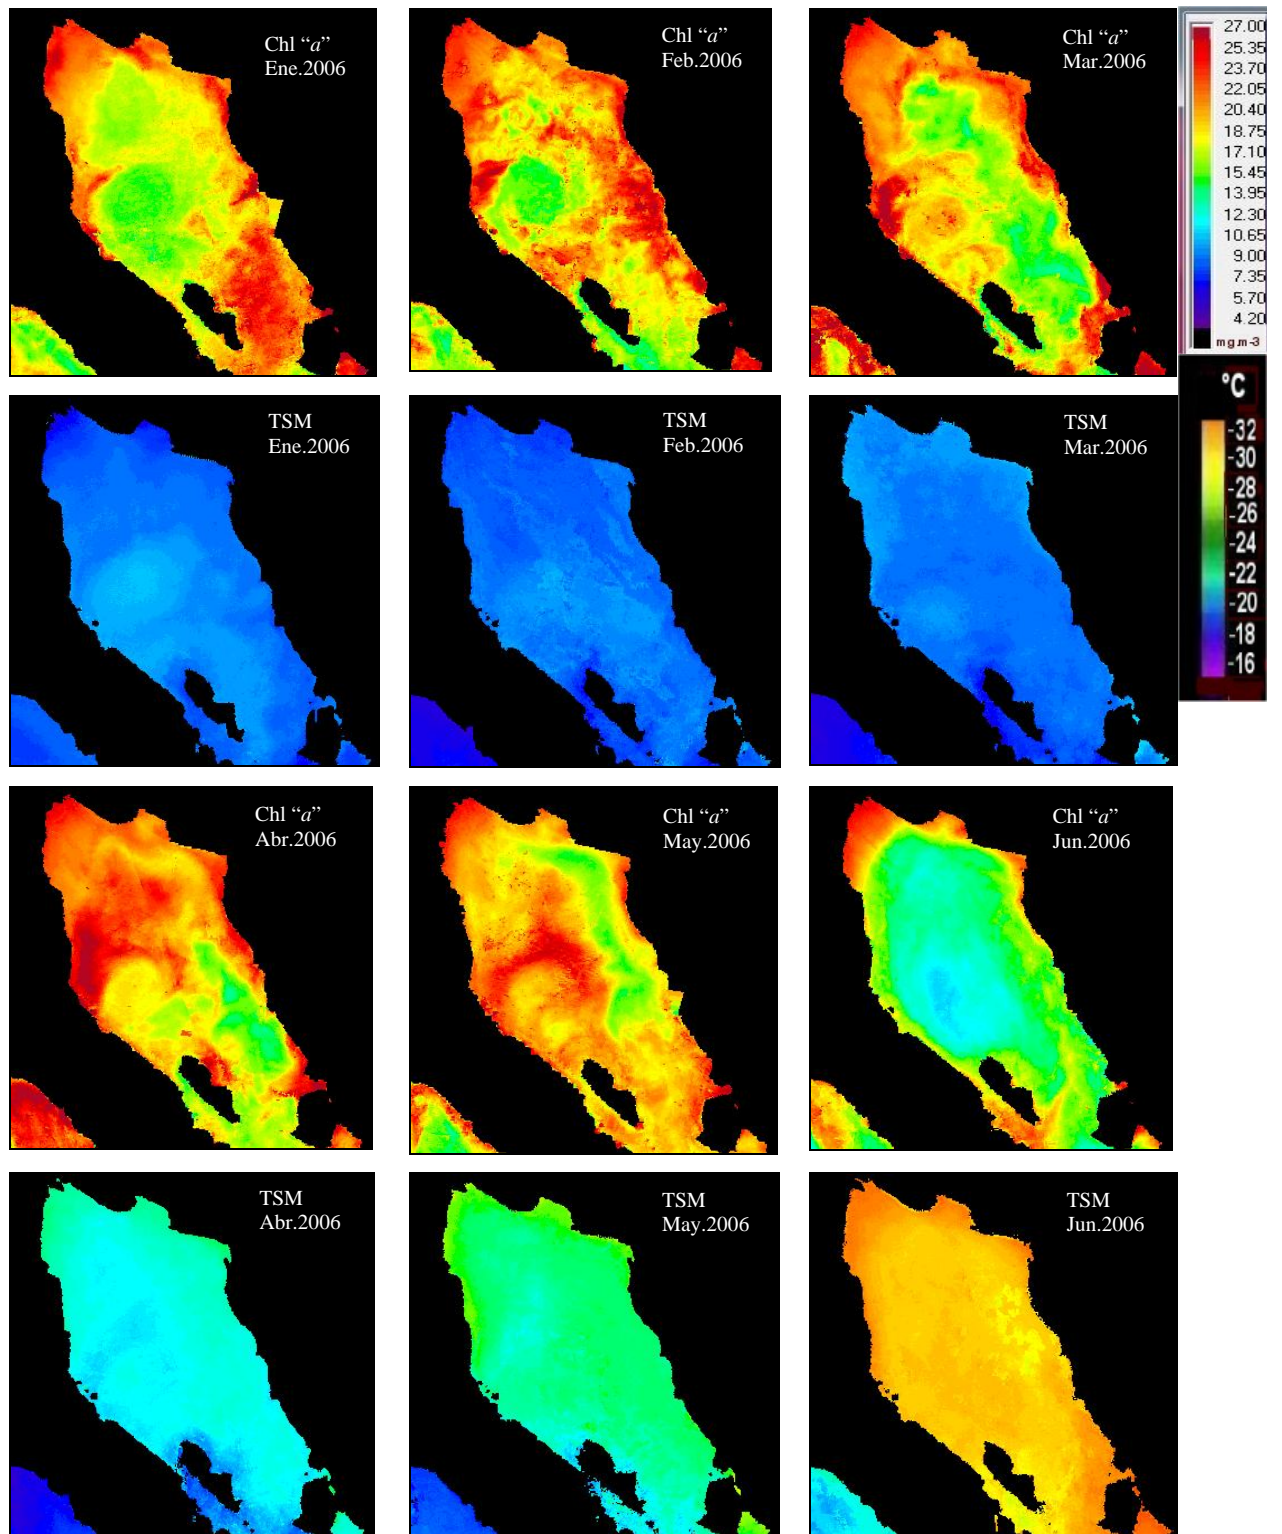 Chl “a”
Ene.2006
Chl “a”
Feb.2006
Chl “a”
Mar.2006
27.00
25.35
23.70
22.05
20.40
18.75
17.10
15.45
13.95
12.30
10.65
9.00
7.35
5.70
4.20
mg.m-3
TSM
Ene.2006
TSM
Feb.2006
TSM
Mar.2006
°C
-32
-30
-28
-26
-24
-22
-20
-18
-16
Chl “a”
Abr.2006
Chl “a”
May.2006
Chl “a”
Jun.2006
TSM
Abr.2006
TSM
May.2006
TSM
Jun.2006